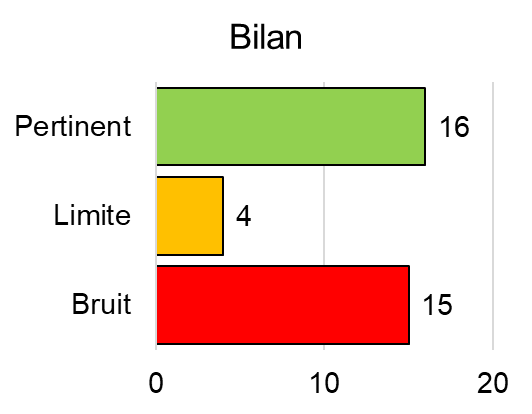 Bilan
Pertinent 16
Limite 4
Bruit 15
0 10 20